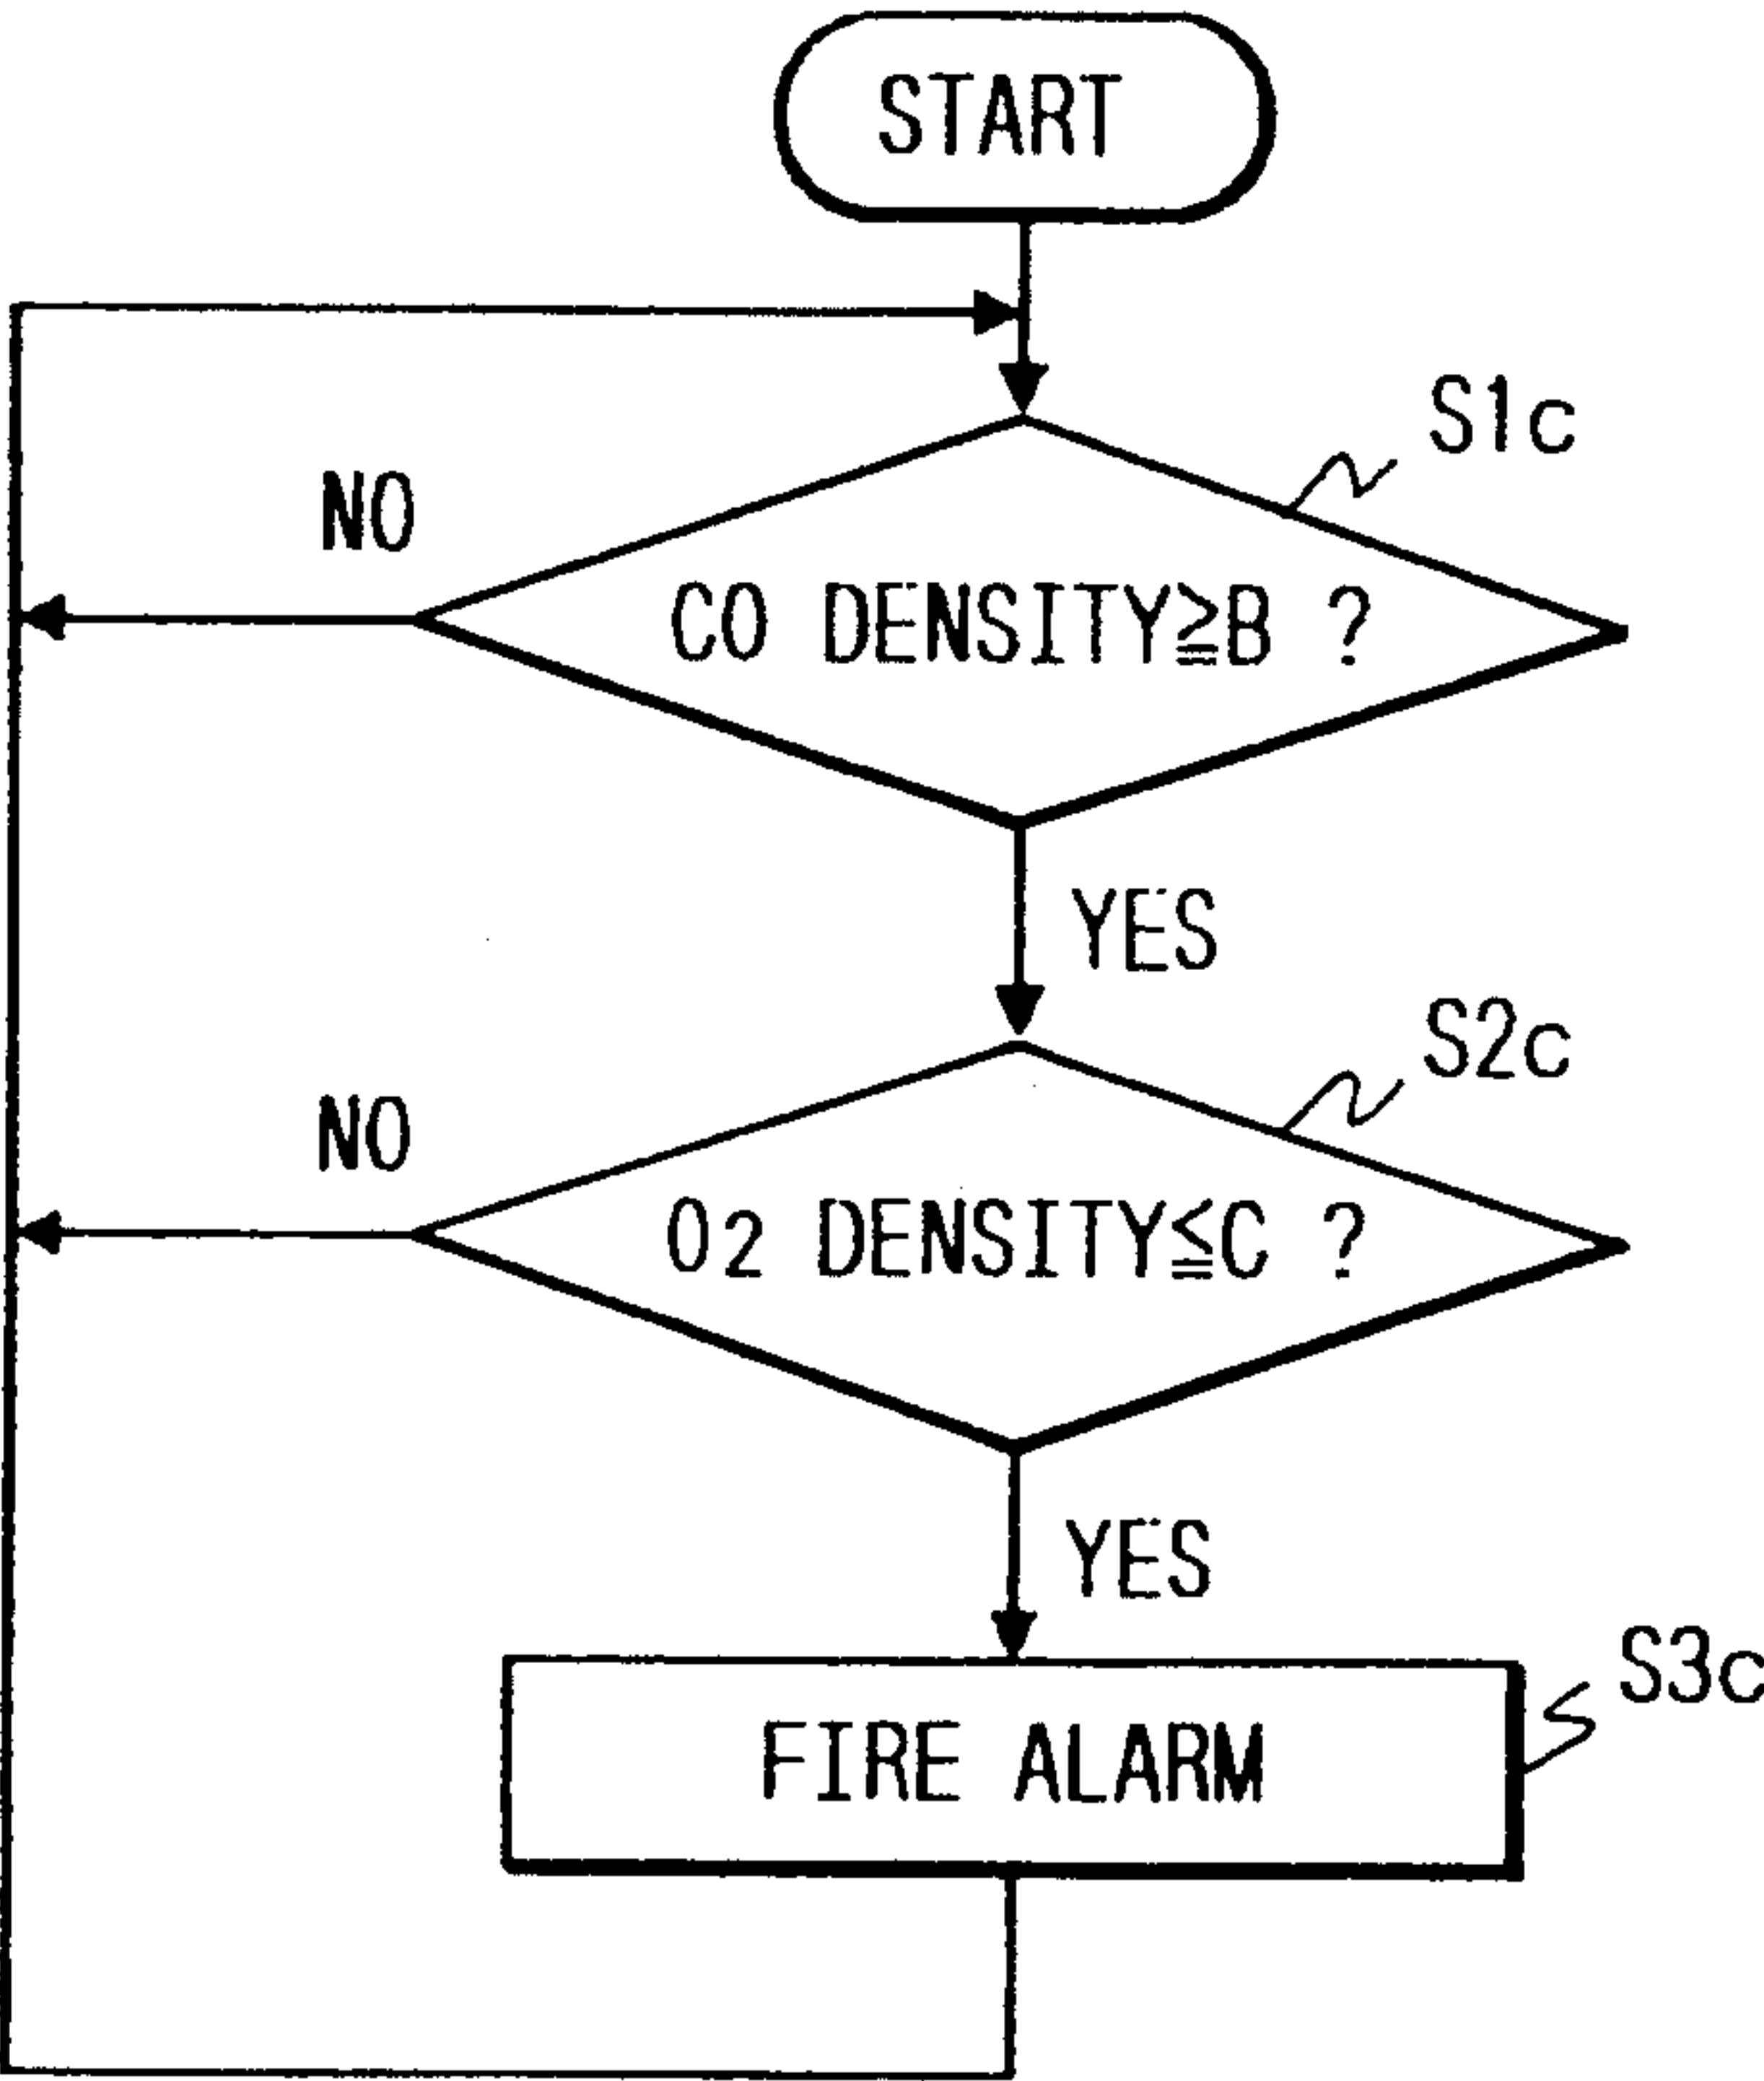 START
S1c
NO
CO DENSITY≧B ?
YES
S2c
NO
O2 DENSITY≦C ?
YES
S3c
FIRE ALARM